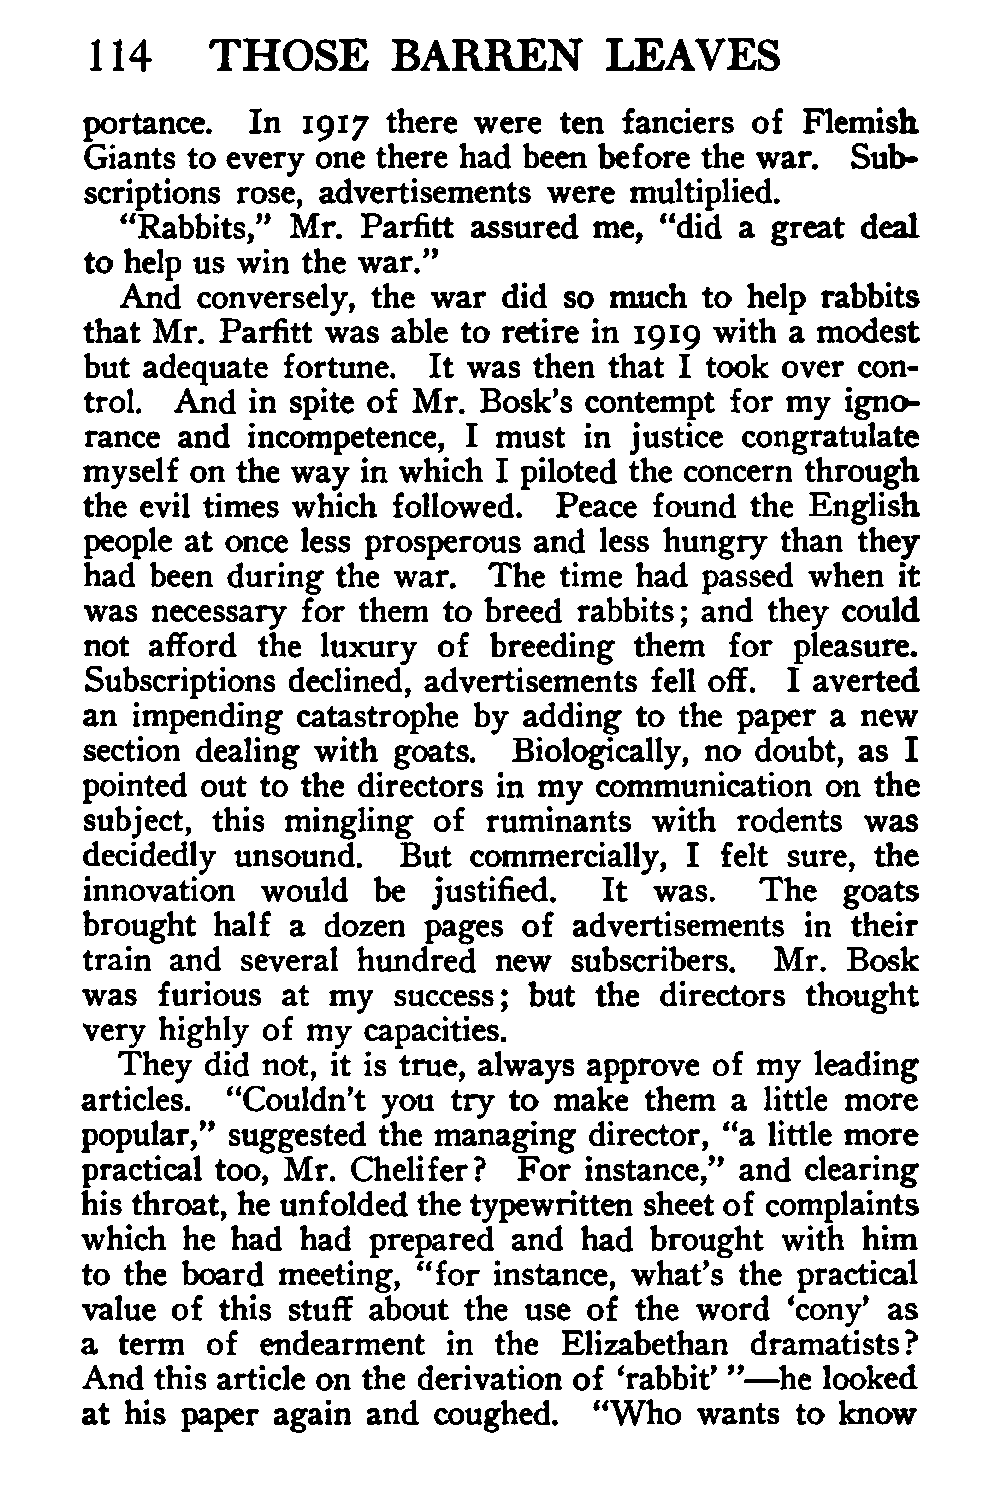 114 THOSE BARREN LEAVES
portance. In 1917 there were ten fanciers of Flemish
Giants to every one there had been before the war. Sub-
scriptions rose, advertisements were multiplied.
“Rabbits,” Mr. Parfitt assured me, “did a great deal
to help us win the war.”
And conversely, the war did so much to help rabbits
that Mr. Parfitt was able to retire in 1919 with a modest
but adequate fortune. It was then that I took over con-
trol. And in spite of Mr. Bosk's contempt for my igno-
rance and incompetence, I must in justice congratulate
myself on the way in which I piloted the concern through
the evil times which followed. Peace found the English
people at once less prosperous and less hungry than they
had been during the war. The time had passed when it
was necessary for them to breed rabbits; and they could
not afford the luxury of breeding them for pleasure.
Subscriptions declined, advertisements fell off. I averted
an impending catastrophe by adding to the paper a new
section dealing with goats. Biologically, no doubt, as I
pointed out to the directors in my communication on the
subject, this mingling of ruminants with rodents was
decidedly unsound. But commercially, I felt sure, the
innovation would be justified. It was. The goats
brought half a dozen pages of advertisements in their
train and several hundred new subscribers. Mr. Bosk
was furious at my success; but the directors thought
very highly of my capacities.
They did not, it is true, always approve of my leading
articles. “Couldn't you try to make them a little more
popular,” suggested the managing director, “a little more
practical too, Mr. Chelifer? For instance,” and clearing
his throat, he unfolded the typewritten sheet of complaints
which he had had prepared and had brought with him
to the board meeting, “for instance, what's the practical
value of this stuff about the use of the word ‘cony’ as
a term of endearment in the Elizabethan dramatists?
And this article on the derivation of ‘rabbit’ ”—he looked
at his paper again and coughed. “Who wants to know